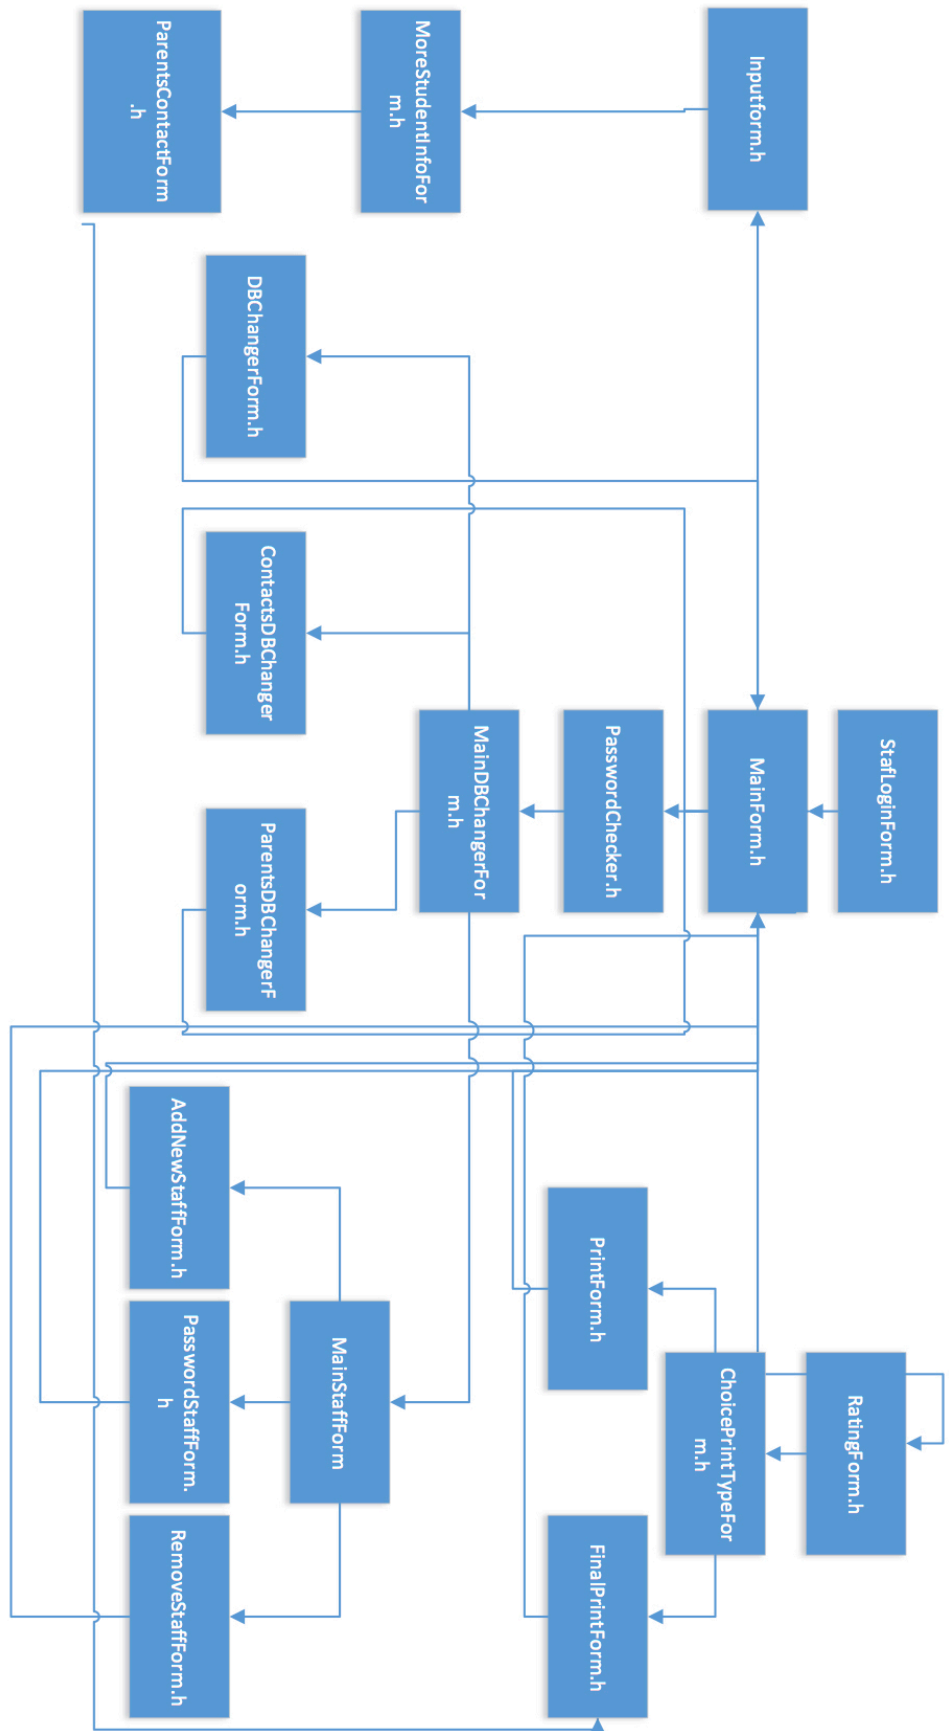 StafLoginForm.h
Inputform.h
MainForm.h
RatingForm.h
MoreStudentInfoFor
m.h
PasswordChecker.h
ChoicePrintTypeFor
m.h
ParentsContactForm
.h
MainDBChangerFor
m.h
PrintForm.h
FinalPrintForm.h
DBChangerForm.h
ContactsDBChanger
Form.h
ParentsDBChangerF
orm.h
MainStaffForm
AddNewStaffForm.h
PasswordStaffForm.
h
RemoveStaffForm.h